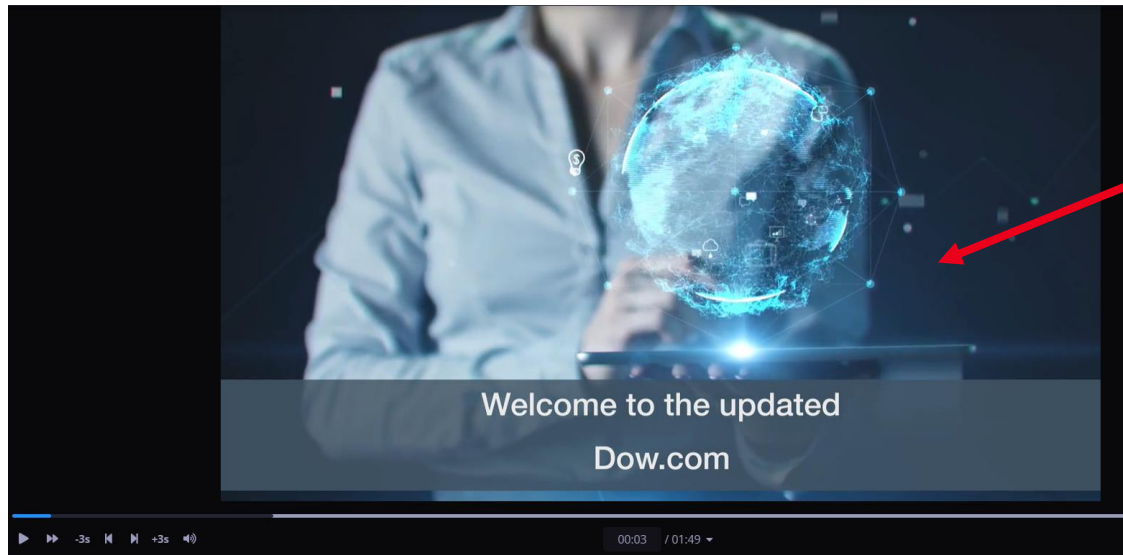 $
Welcome to the updated
Dow.com
-3s
+3s
00:03 / 01:49